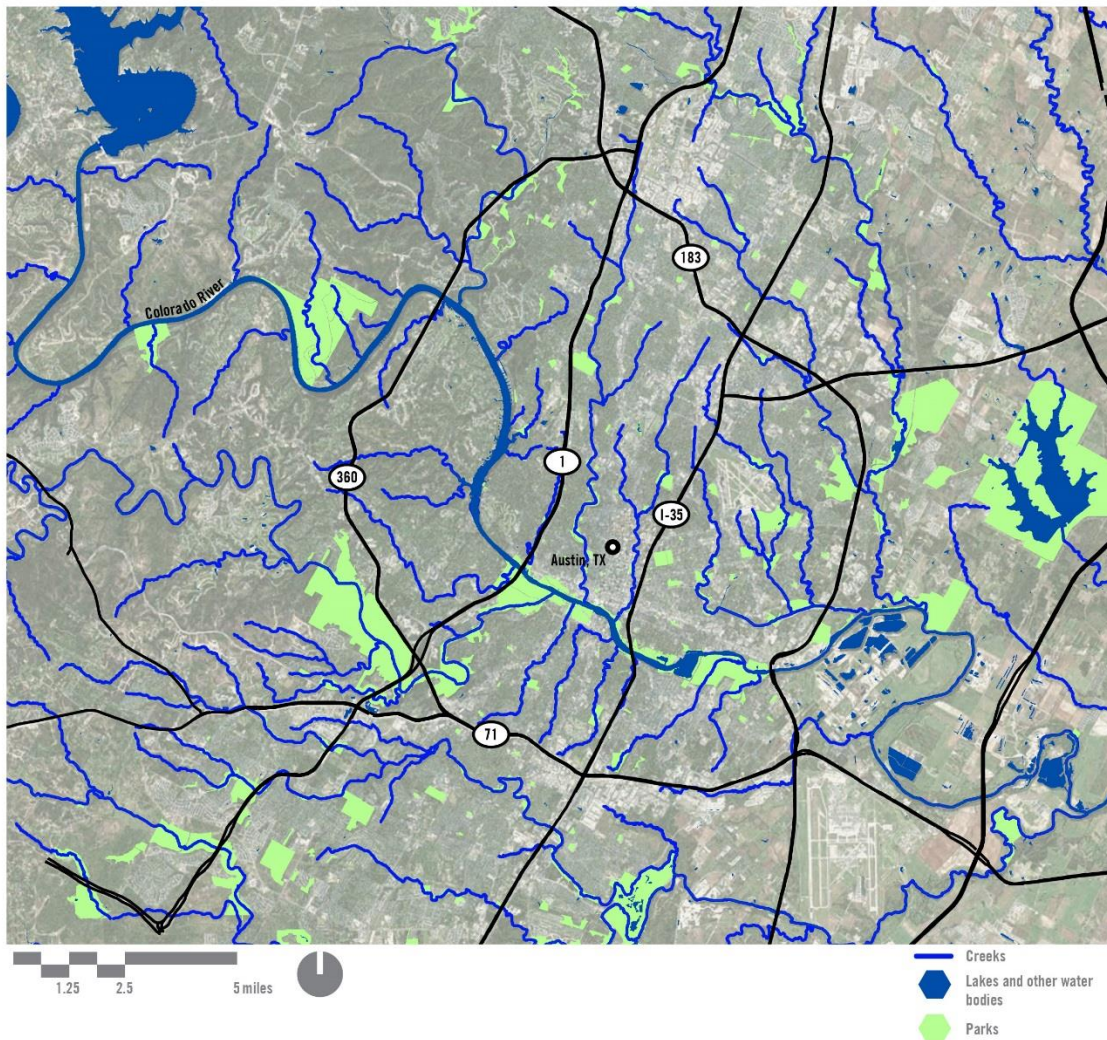 Colorado River
183
360
1
I-35
Austin, TX
71
1.25
2.5
5 miles
Creeks
Lakes and other water
bodies
Parks